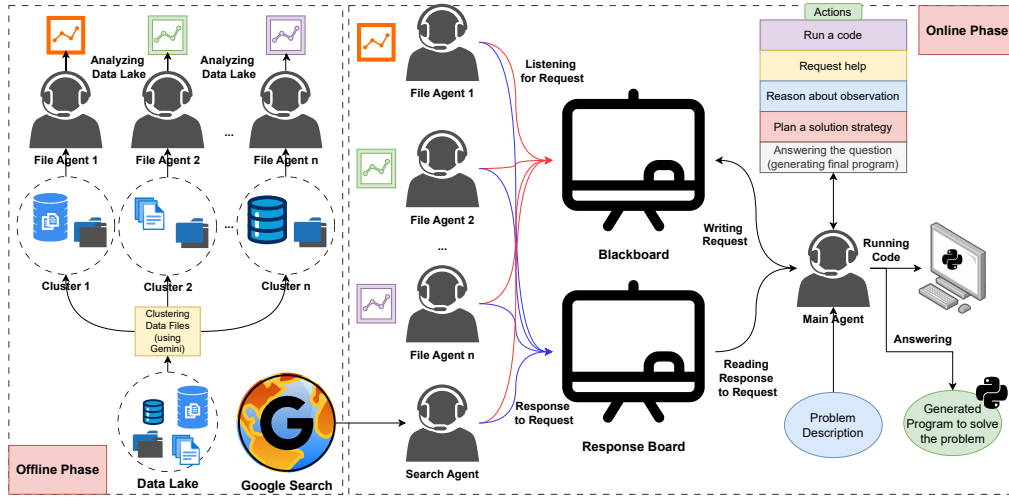 Analyzing
Data Lake
Analyzing
Data Lake
File Agent 1
File Agent 2
...
File Agent n
...
Cluster 1
Cluster 2
Cluster n
Clustering
Data Files
(using
Gemini)
Data Lake
Offline Phase
G
Google Search
File Agent 1
File Agent 2
...
File Agent n
Search Agent
Listening
for Request
Response
to Request
Blackboard
Response Board
Writing
Request
Reading
Response
to Request
Actions
Run a code
Request help
Reason about observation
Plan a solution strategy
Answering the question
(generating final program)
Online Phase
Main Agent
Running
Code
Answering
Problem
Description
Generated
Program to solve
the problem